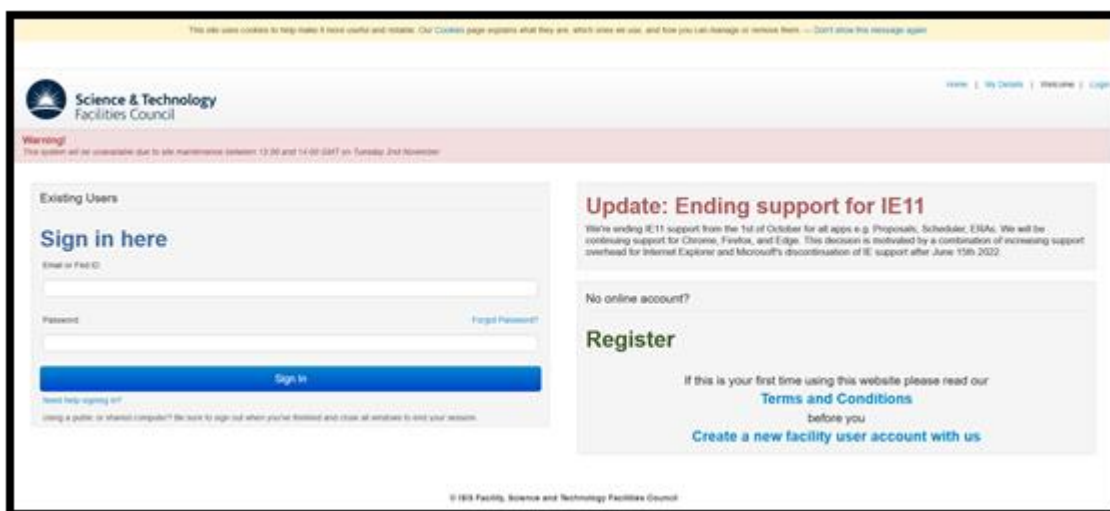 This site uses cookies to help make it more useful and reliable. Our Cookies page explains what they are, which ones we use, and how you can manage or remove them. — Don't show this message again
Home | My Details | Welcome | Login
Science & Technology
Facilities Council
Warning!
This system will be unavailable due to site maintenance between 13:00 and 14:00 GMT on Tuesday 2nd November
Existing Users
Sign in here
Email or Fed ID:
Password:
Forgot Password?
Sign In
Need help signing in?
Using a public or shared computer? Be sure to sign out when you've finished and close all windows to end your session.
Update: Ending support for IE11
We're ending IE11 support from the 1st of October for all apps e.g. Proposals, Scheduler, ERAs. We will be
continuing support for Chrome, Firefox, and Edge. This decision is motivated by a combination of increasing support
overhead for Internet Explorer and Microsoft's discontinuation of IE support after June 15th 2022.
No online account?
Register
If this is your first time using this website please read our
Terms and Conditions
before you
Create a new facility user account with us
© ISIS Facility, Science and Technology Facilities Council